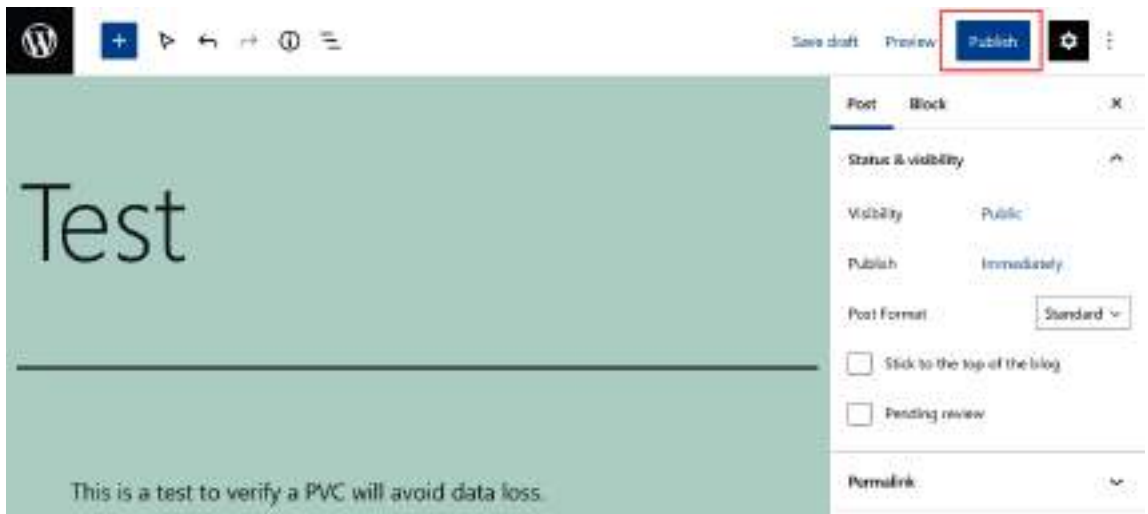 Save draft Preview Publish
Post Block
Status & visibility
Test
Visibility Public
Publish Immediately
Post Format Standard
Stick to the top of the blog
Pending review
Permalink
This is a test to verify a PVC will avoid data loss.